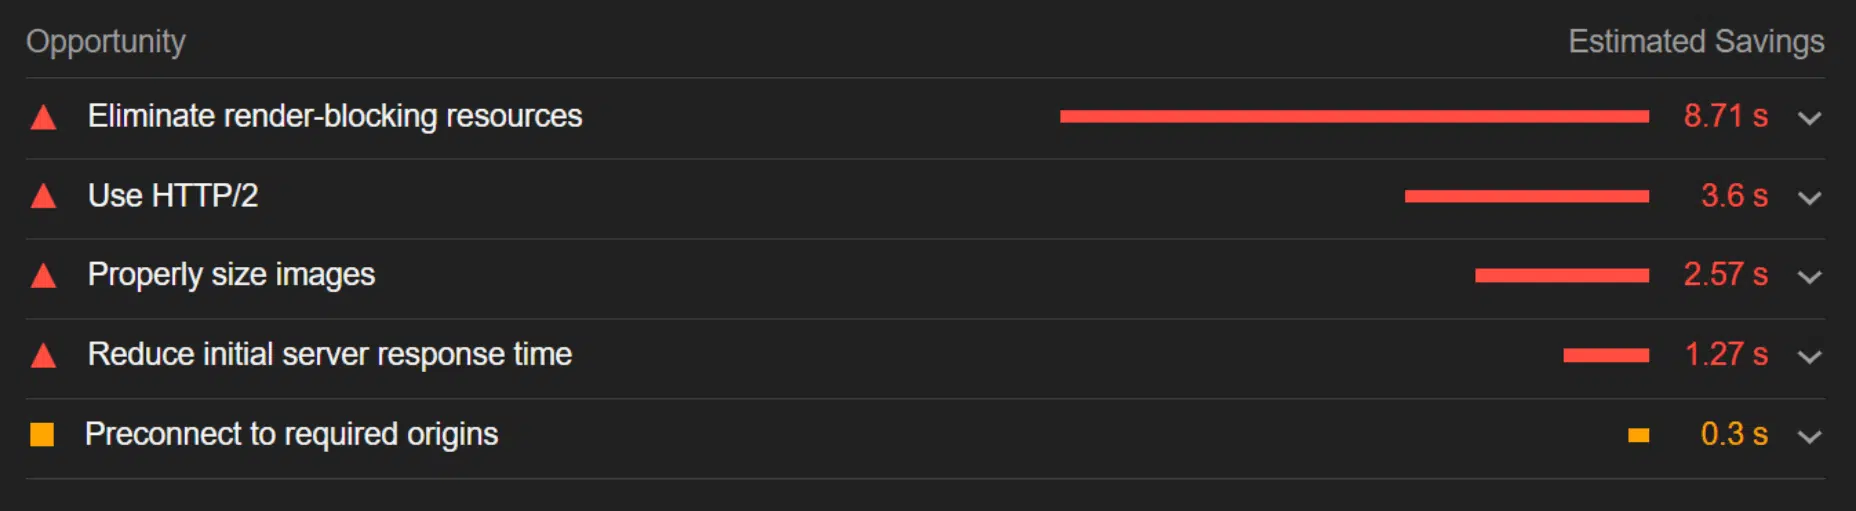 Opportunity Estimated Savings
Eliminate render-blocking resources 8.71 s
Use HTTP/2 3.6 s
Properly size images 2.57 s
Reduce initial server response time 1.27 s
Preconnect to required origins 0.3 s